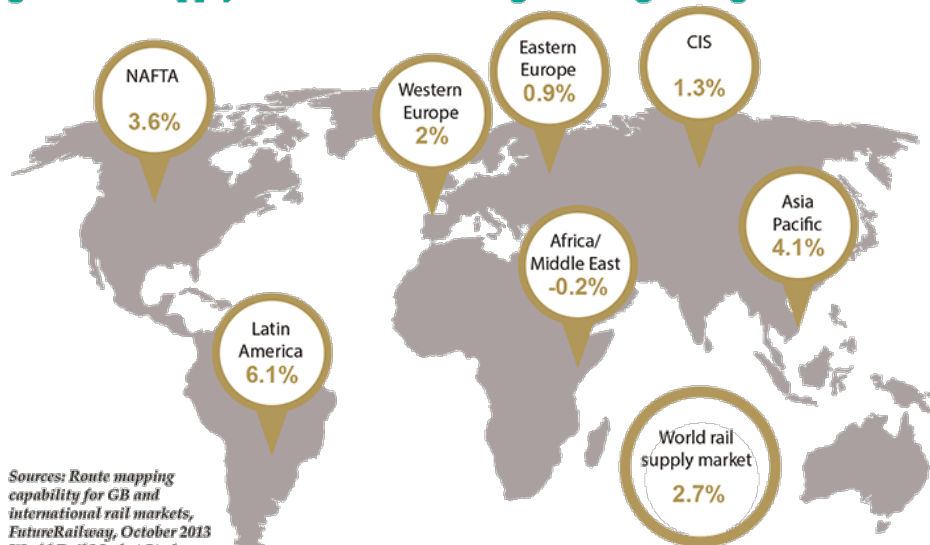 NAFTA
3.6%
Western
Europe
2%
Eastern
Europe
0.9%
CIS
1.3%
Asia
Pacific
4.1%
Africa/
Middle East
-0.2%
Latin
America
6.1%
World rail
supply market
2.7%
Sources: Route mapping
capability for GB and
international rail markets,
FutureRailway, October 2013